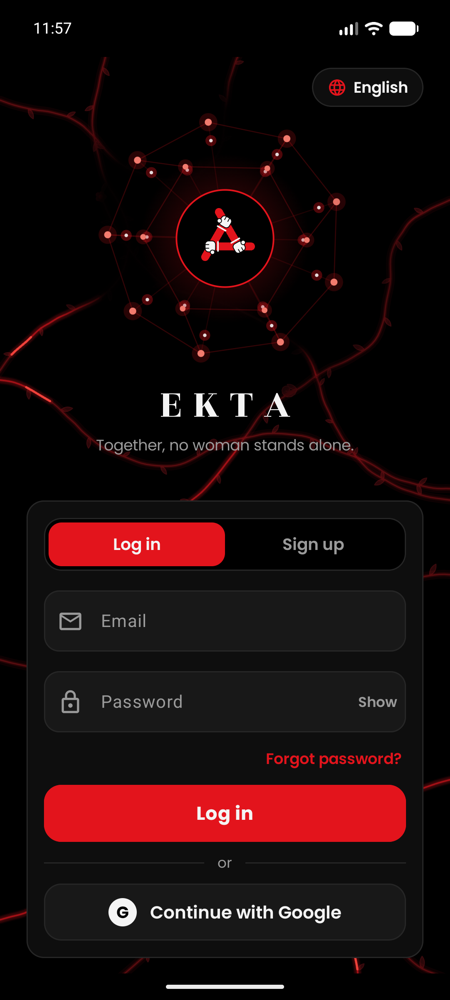 11:57
English
EKTA
Together, no woman stands alone.
Log in
Sign up
Email
Password
Show
Forgot password?
Log in
or
G Continue with Google